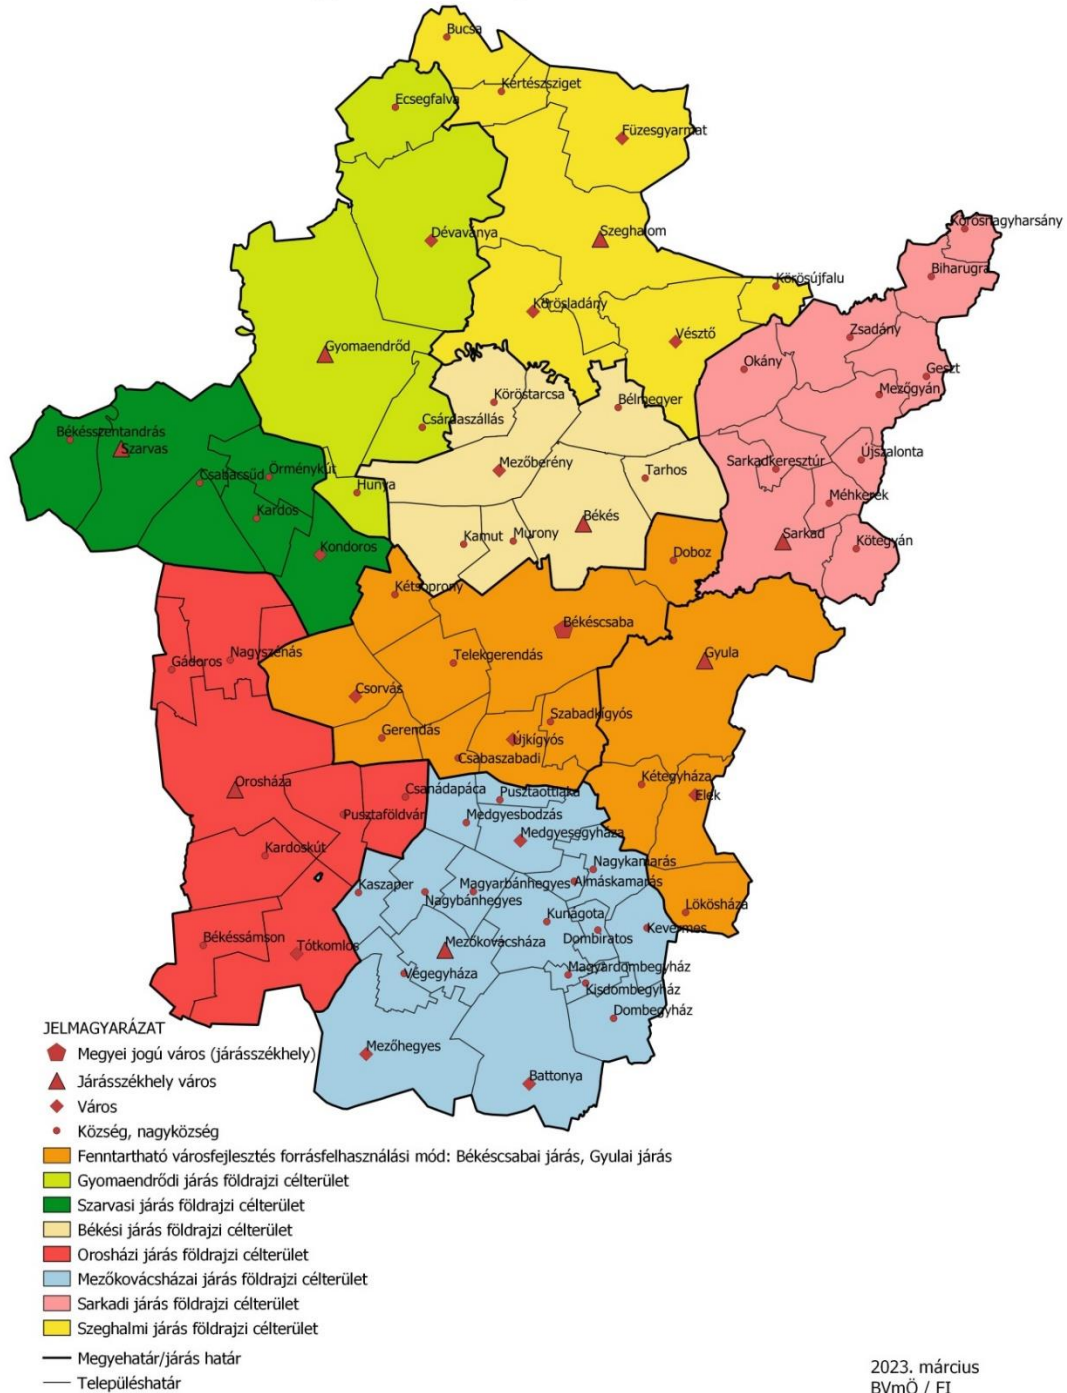 Bucsa
Kertészsziget
Ecsegfalva
Füzesgyarmat
Körösnagyharsány
Dévaványa
Szeghalom
Biharugra
Körösújfalu
Körösladány
Zsadány
Vésztő
Gyomaendrőd
Okány
Geszt
Mezőgyán
Köröstarcsa
Bélmegyer
Csárdaszállás
Békésszentandrás
Szarvas
Újszalonta
Sarkadkeresztúr
Mezőberény
Tarhos
Örménykút
Csabacsűd
Hunya
Méhkerék
Kardos
Békés
Kamut
Murony
Sarkad
Kötegyán
Kondoros
Doboz
Kétsoprony
Békéscsaba
Nagyszénás
Gádoros
Telekgerendás
Gyula
Csorvás
Szabadkígyós
Gerendás
Újkígyós
Csabaszabadi
Kétegyháza
Elek
Orosháza
Csanádapáca
Pusztaottlaka
Pusztaföldvár
Medgyesbodzás
Medgyesegyháza
Kardoskút
Nagykamarás
Kaszaper
Magyarbánhegyes
Almáskamarás
Nagybánhegyes
Lökösháza
Kunágota
Kevermes
Békéssámson
Tótkomlós
Mezőkovácsháza
Dombiratos
Végegyháza
Magyardombegyház
Kisdombegyház
Dombegyház
Mezőhegyes
Battonya
JELMAGYARÁZAT
Megyei jogú város (járásszékhely)
Járásszékhely város
Város
Község, nagyközség
Fenntartható városfejlesztés forrásfelhasználási mód: Békéscsabai járás, Gyulai járás
Gyomaendrődi járás földrajzi célterület
Szarvasi járás földrajzi célterület
Békési járás földrajzi célterület
Orosházi járás földrajzi célterület
Mezőkovácsházai járás földrajzi célterület
Sarkadi járás földrajzi célterület
Szeghalmi járás földrajzi célterület
Megyehatár/járás határ
Településhatár
2023. március
BVmÖ / FI